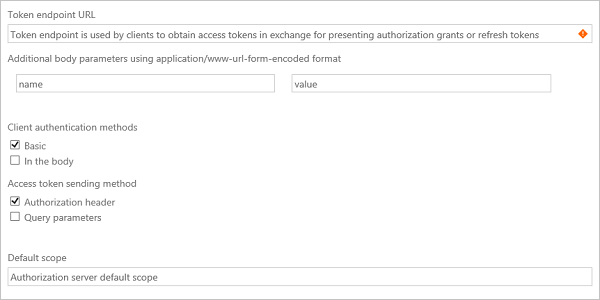 Token endpoint URL
Token endpoint is used by clients to obtain access tokens in exchange for presenting authorization grants or refresh tokens
Additional body parameters using application/www-url-form-encoded format
name value
Client authentication methods
Basic
In the body
Access token sending method
Authorization header
Query parameters
Default scope
Authorization server default scope